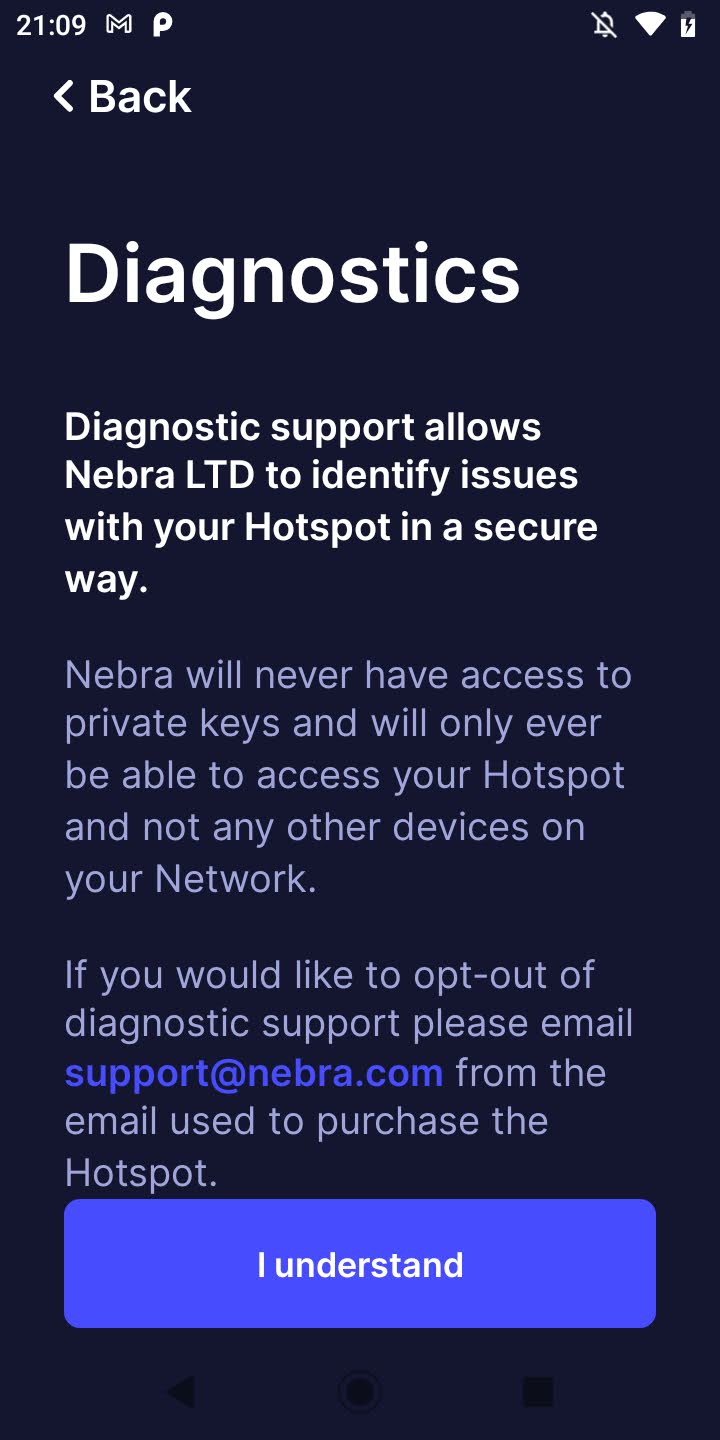 21:09
Back
Diagnostics
Diagnostic support allows
Nebra LTD to identify issues
with your Hotspot in a secure
way.
Nebra will never have access to
private keys and will only ever
be able to access your Hotspot
and not any other devices on
your Network.
If you would like to opt-out of
diagnostic support please email
support@nebra.com from the
email used to purchase the
Hotspot.
I understand